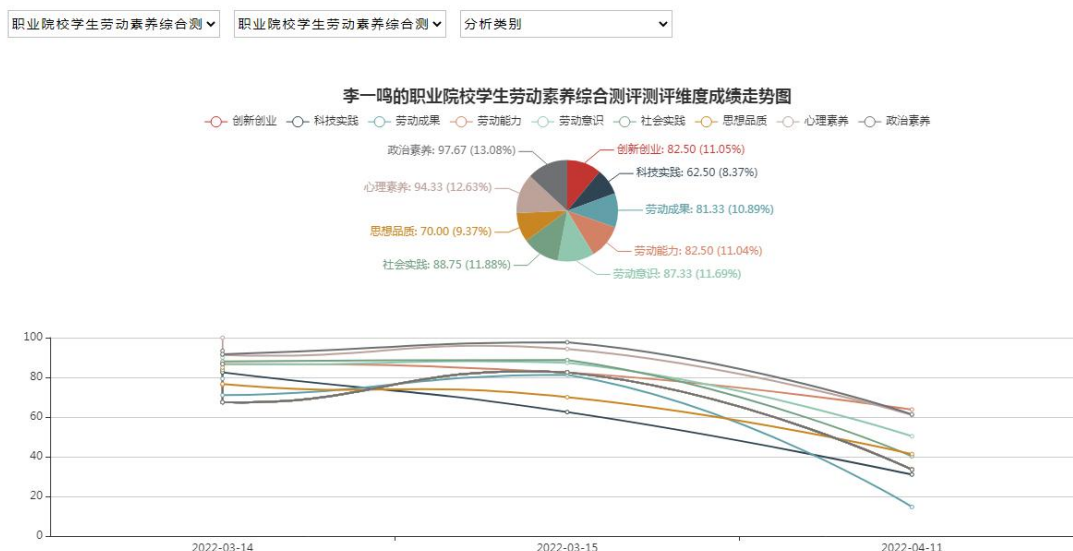 职业院校学生劳动素养综合测 职业院校学生劳动素养综合测 分析类别
李一鸣的职业院校学生劳动素养综合测评测评维度成绩走势图
创新创业 科技实践 劳动成果 劳动能力 劳动意识 社会实践 思想品质 心理素养 政治素养
政治素养: 97.67 (13.08%) 创新创业: 82.50 (11.05%)
科技实践: 62.50 (8.37%)
心理素养: 94.33 (12.63%)
劳动成果: 81.33 (10.89%)
思想品质: 70.00 (9.37%)
劳动能力: 82.50 (11.04%)
社会实践: 88.75 (11.88%)
劳动意识: 87.33 (11.69%)
100
80
60
40
20
0
2022-03-14 2022-03-15 2022-04-11